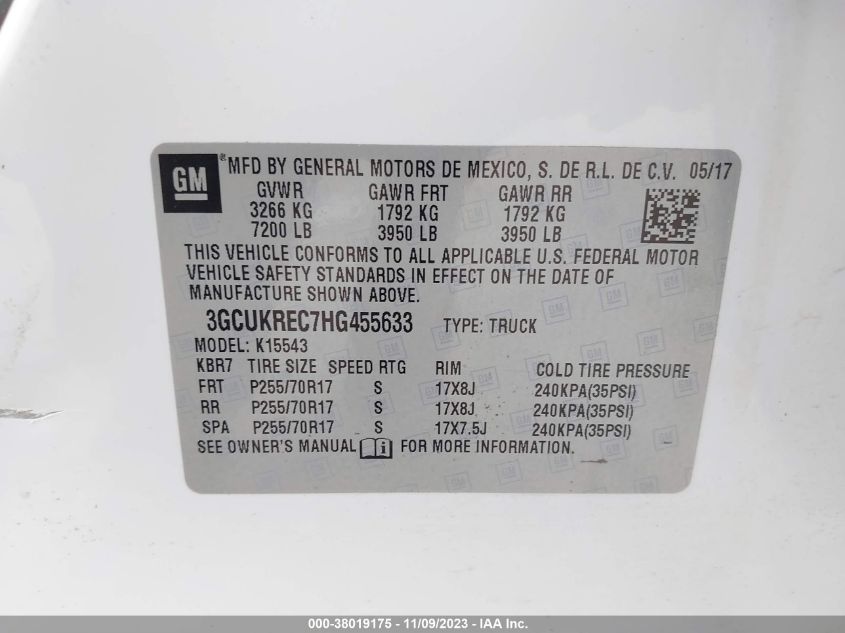 GM
® MFD BY GENERAL MOTORS DE MEXICO, S. DE R.L. DE C.V. 05/17
GVWR GAWR FRT GAWR RR
3266 KG 1792 KG 1792 KG
7200 LB 3950 LB 3950 LB
THIS VEHICLE CONFORMS TO ALL APPLICABLE U.S. FEDERAL MOTOR
VEHICLE SAFETY STANDARDS IN EFFECT ON THE DATE OF
MANUFACTURE SHOWN ABOVE.
3GCUKREC7HG455633 TYPE: TRUCK
MODEL: K15543
KBR7 TIRE SIZE SPEED RTG RIM COLD TIRE PRESSURE
FRT P255/70R17 S 17X8J 240KPA(35PSI)
RR P255/70R17 S 17X8J 240KPA(35PSI)
SPA P255/70R17 S 17X7.5J 240KPA(35PSI)
SEE OWNER'S MANUAL i FOR MORE INFORMATION.
000-38019175 - 11/09/2023 - IAA Inc.